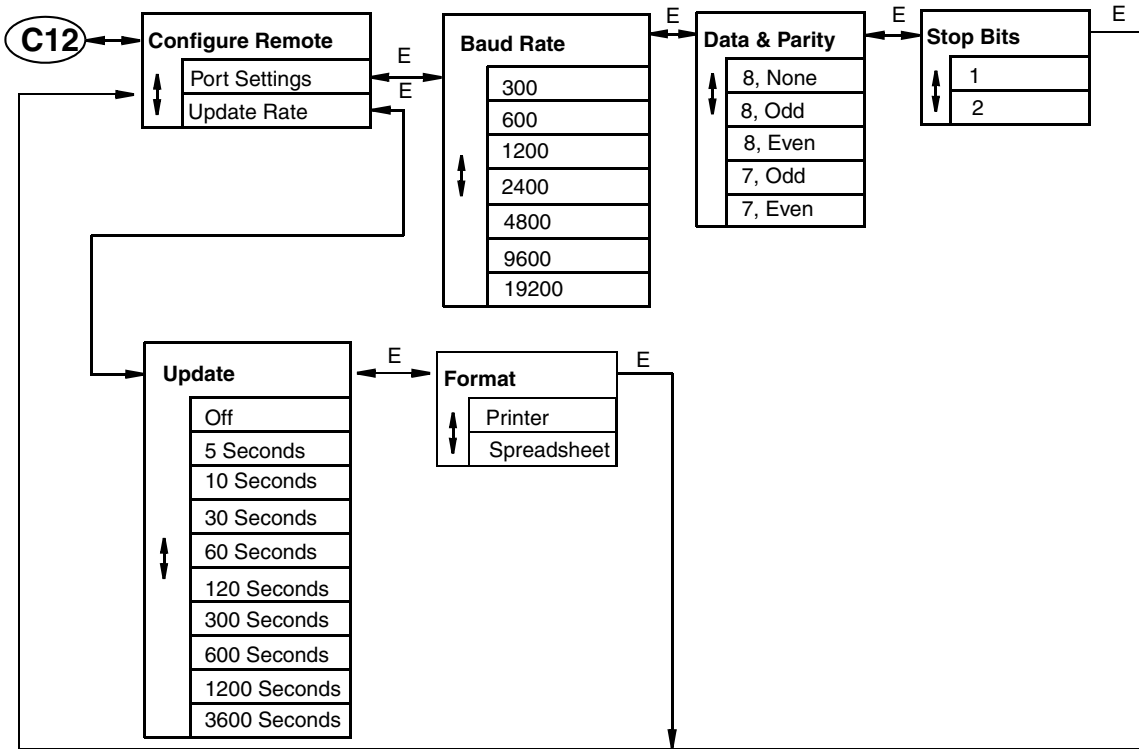 C12
Configure Remote
Port Settings
Update Rate
E
E
Baud Rate
300
600
1200
2400
4800
9600
19200
E
Data & Parity
8, None
8, Odd
8, Even
7, Odd
7, Even
E
Stop Bits
1
2
E
Update
Off
5 Seconds
10 Seconds
30 Seconds
60 Seconds
120 Seconds
300 Seconds
600 Seconds
1200 Seconds
3600 Seconds
E
Format
Printer
Spreadsheet
E